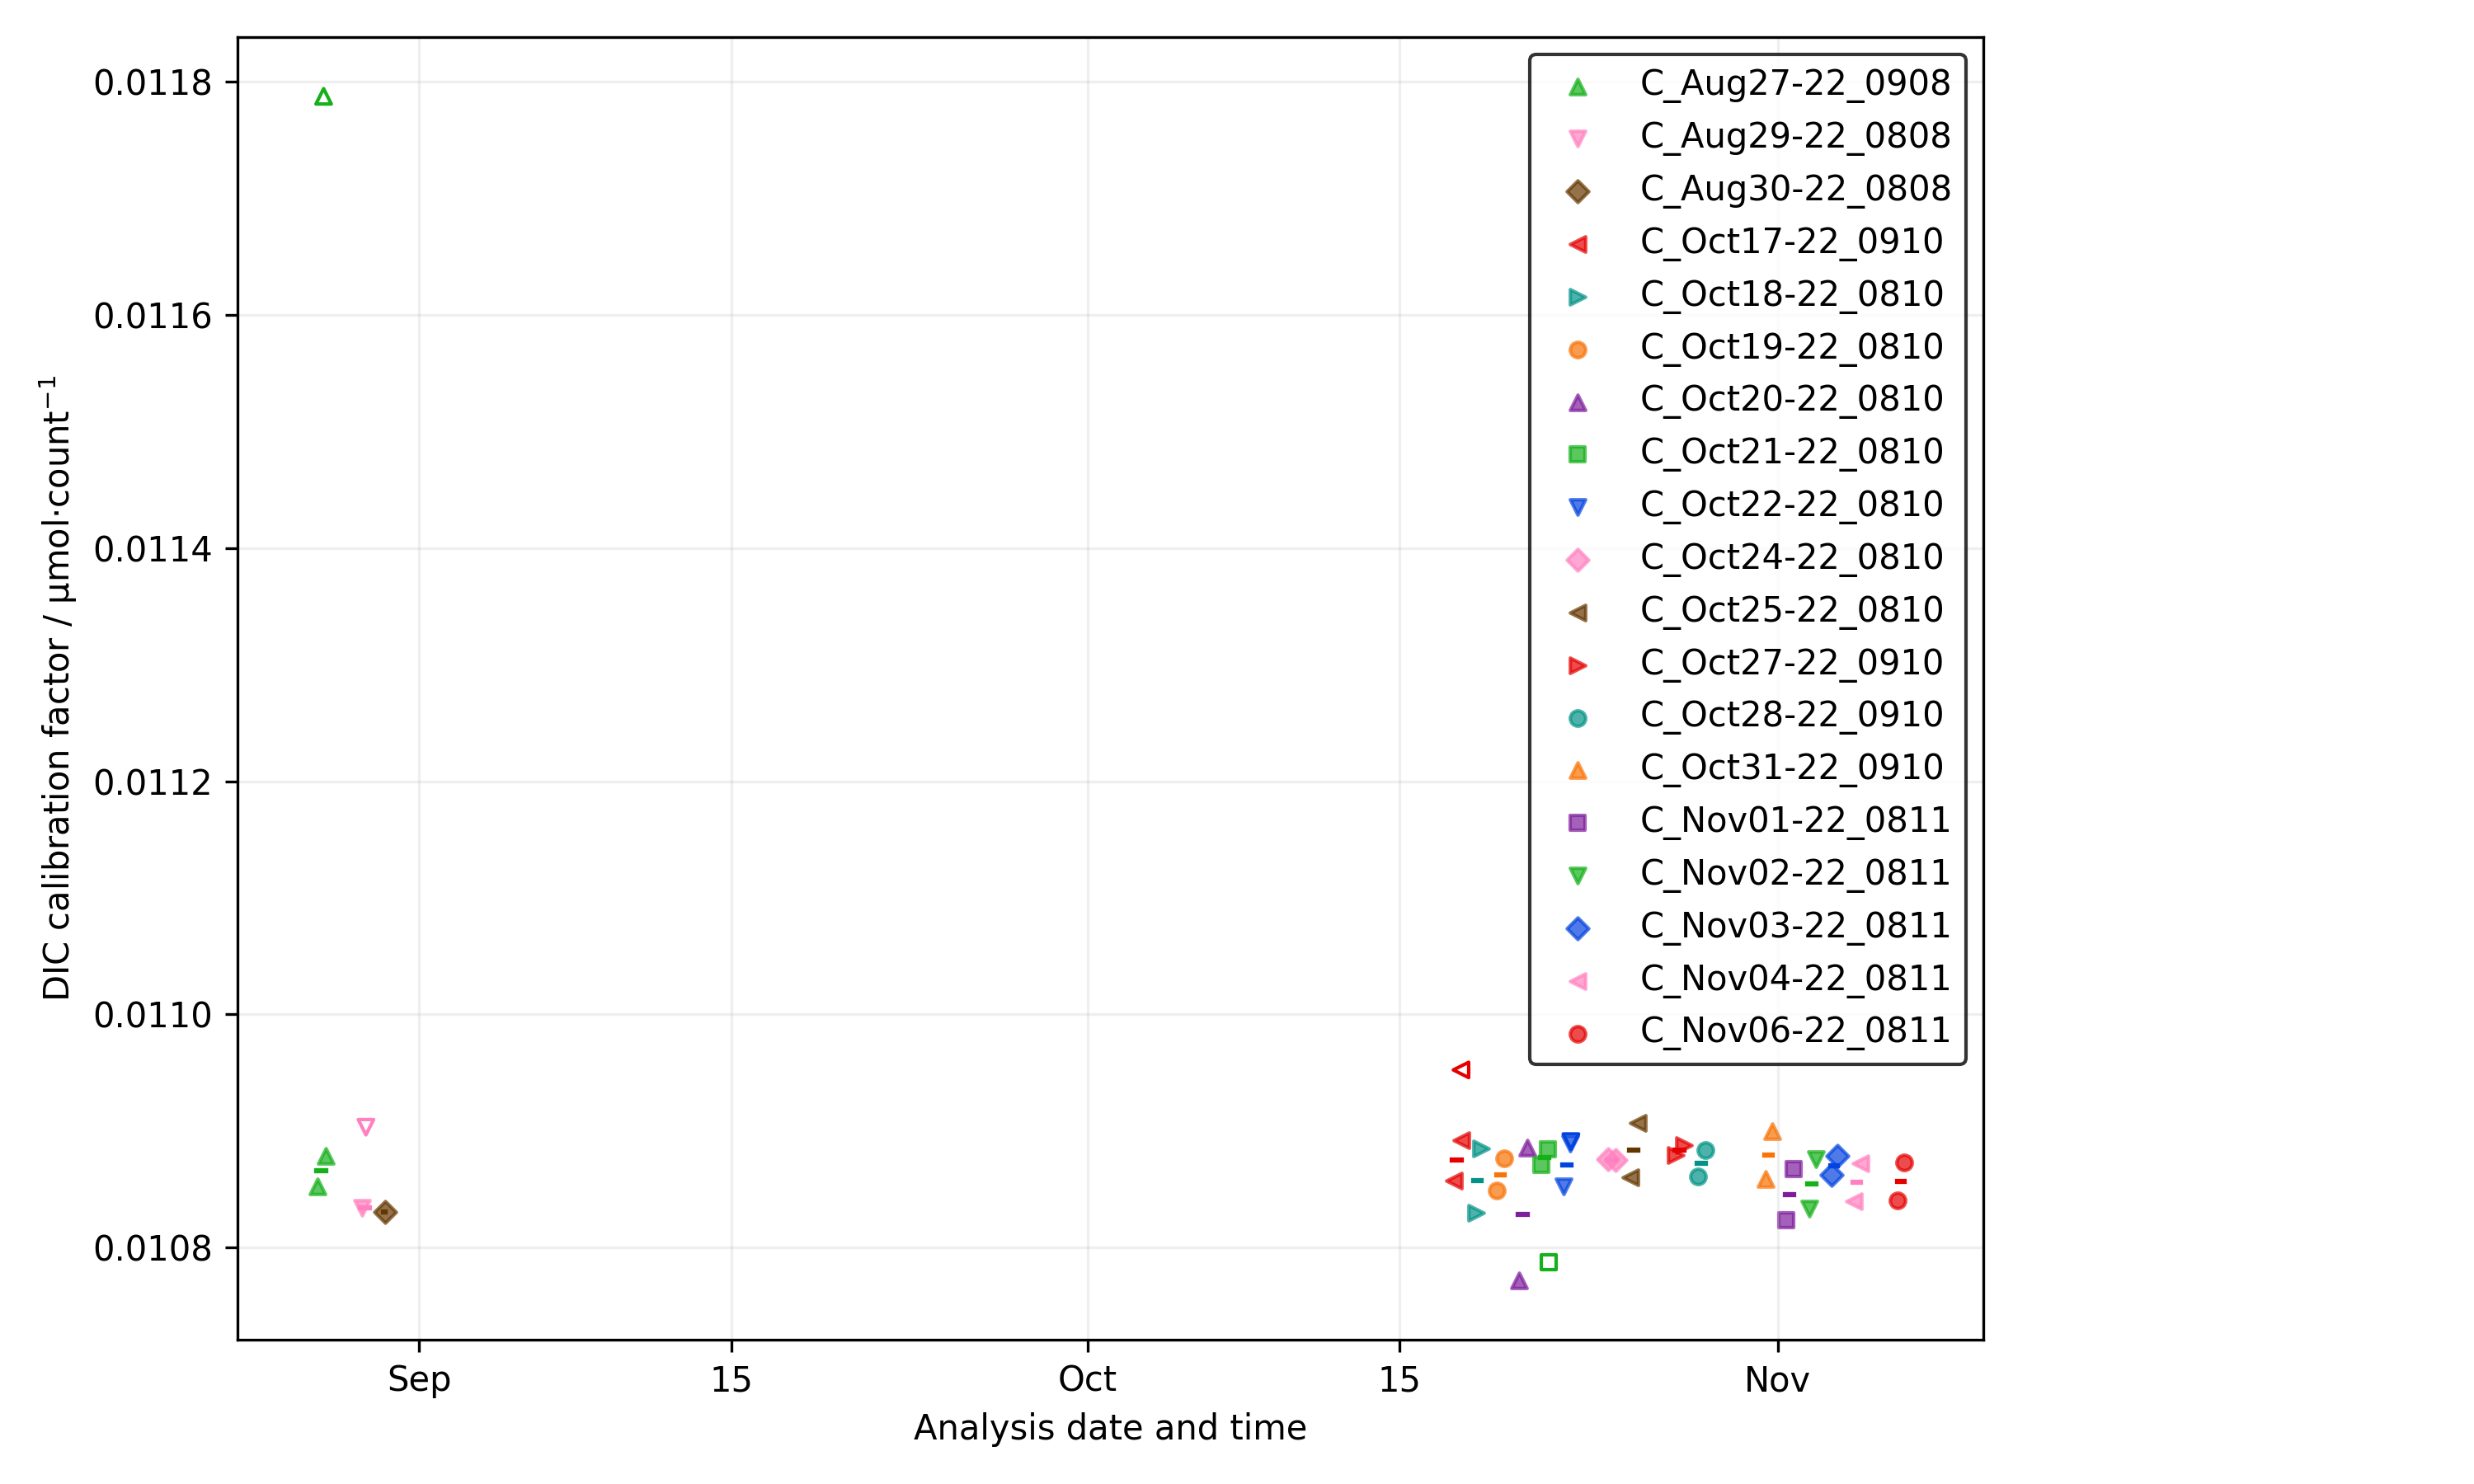 0.0118
0.0116
0.0114
0.0112
0.0110
0.0108
DIC calibration factor / µmol·count⁻¹
C_Aug27-22_0908
C_Aug29-22_0808
C_Aug30-22_0808
C_Oct17-22_0910
C_Oct18-22_0810
C_Oct19-22_0810
C_Oct20-22_0810
C_Oct21-22_0810
C_Oct22-22_0810
C_Oct24-22_0810
C_Oct25-22_0810
C_Oct27-22_0910
C_Oct28-22_0910
C_Oct31-22_0910
C_Nov01-22_0811
C_Nov02-22_0811
C_Nov03-22_0811
C_Nov04-22_0811
C_Nov06-22_0811
Sep 15 Oct 15 Nov
Analysis date and time